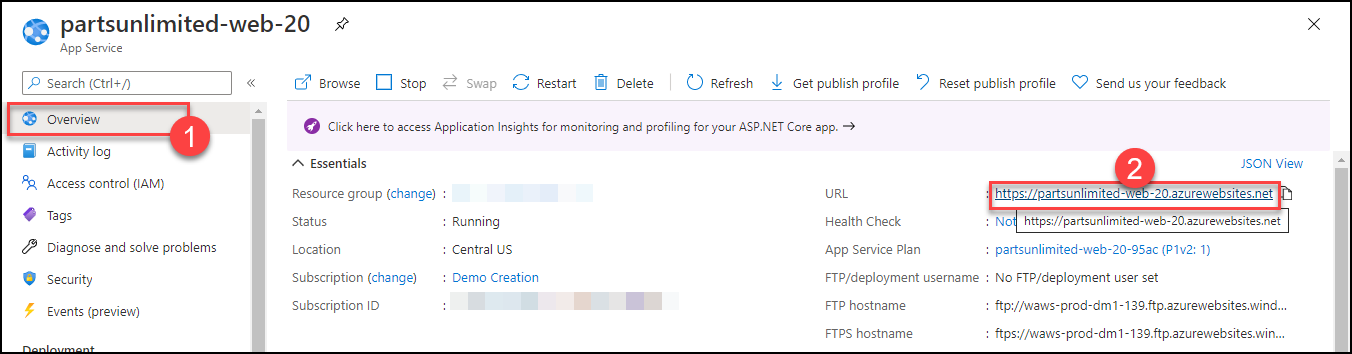 partsunlimited-web-20
App Service
Search (Ctrl+/)
Overview
1
Activity log
Access control (IAM)
Tags
Diagnose and solve problems
Security
Events (preview)
Deployment
Browse Stop Swap Restart Delete Refresh Get publish profile Reset publish profile Send us your feedback
Click here to access Application Insights for monitoring and profiling for your ASP.NET Core app. →
Essentials
JSON View
2
Resource group (change) :
Status : Running
Location : Central US
Subscription (change) : Demo Creation
Subscription ID :
URL : https://partsunlimited-web-20.azurewebsites.net
Health Check : Not
https://partsunlimited-web-20.azurewebsites.net
App Service Plan : partsunlimited-web-20-95ac (P1v2: 1)
FTP/deployment username : No FTP/deployment user set
FTP hostname : ftp://waws-prod-dm1-139.ftp.azurewebsites.wind...
FTPS hostname : ftps://waws-prod-dm1-139.ftp.azurewebsites.win...